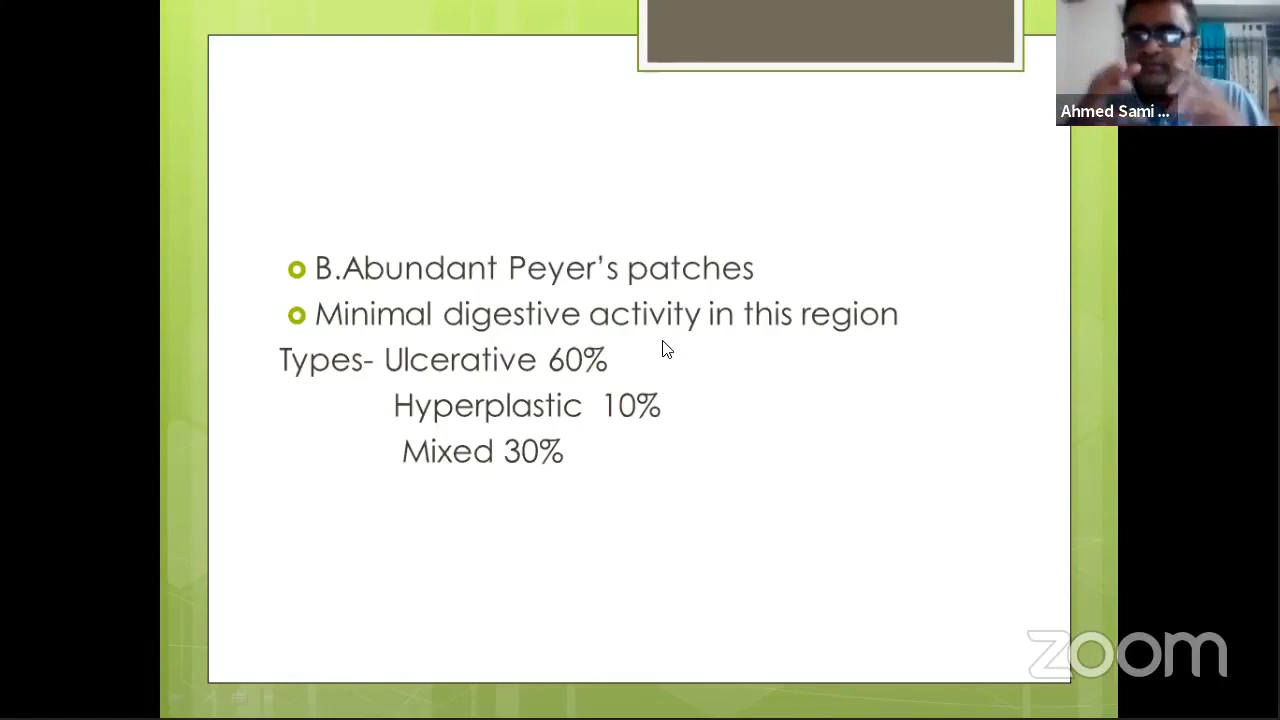 Ahmed Sami ...
B.Abundant Peyer’s patches
Minimal digestive activity in this region
Types- Ulcerative 60%
Hyperplastic 10%
Mixed 30%
zoom